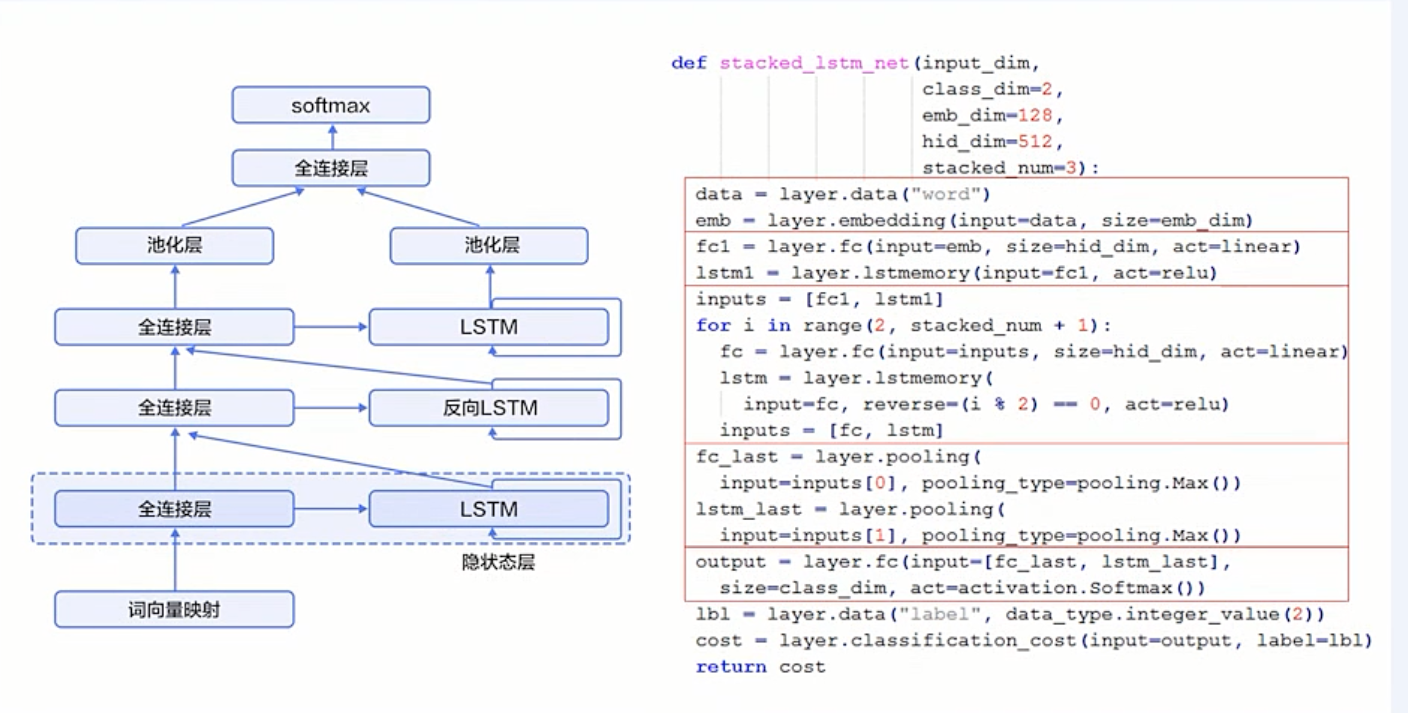 softmax
全连接层
池化层
池化层
全连接层
LSTM
全连接层
反向LSTM
全连接层
LSTM
隐状态层
词向量映射
def stacked_lstm_net(input_dim,
class_dim=2,
emb_dim=128,
hid_dim=512,
stacked_num=3):
data = layer.data("word")
emb = layer.embedding(input=data, size=emb_dim)
fc1 = layer.fc(input=emb, size=hid_dim, act=linear)
lstm1 = layer.lstmemory(input=fc1, act=relu)
inputs = [fc1, lstm1]
for i in range(2, stacked_num + 1):
fc = layer.fc(input=inputs, size=hid_dim, act=linear)
lstm = layer.lstmemory(
input=fc, reverse=(i % 2) == 0, act=relu)
inputs = [fc, lstm]
fc_last = layer.pooling(
input=inputs[0], pooling_type=pooling.Max())
lstm_last = layer.pooling(
input=inputs[1], pooling_type=pooling.Max())
output = layer.fc(input=[fc_last, lstm_last],
size=class_dim, act=activation.Softmax())
lbl = layer.data("label", data_type.integer_value(2))
cost = layer.classification_cost(input=output, label=lbl)
return cost